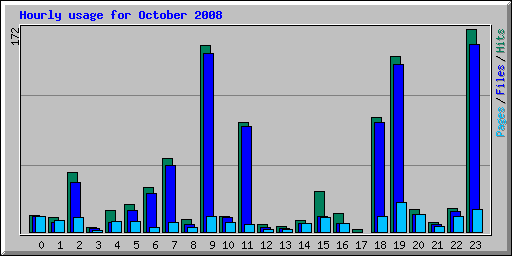 Hourly usage for October 2008
172
Pages/Files/Hits
0 1 2 3 4 5 6 7 8 9 10 11 12 13 14 15 16 17 18 19 20 21 22 23